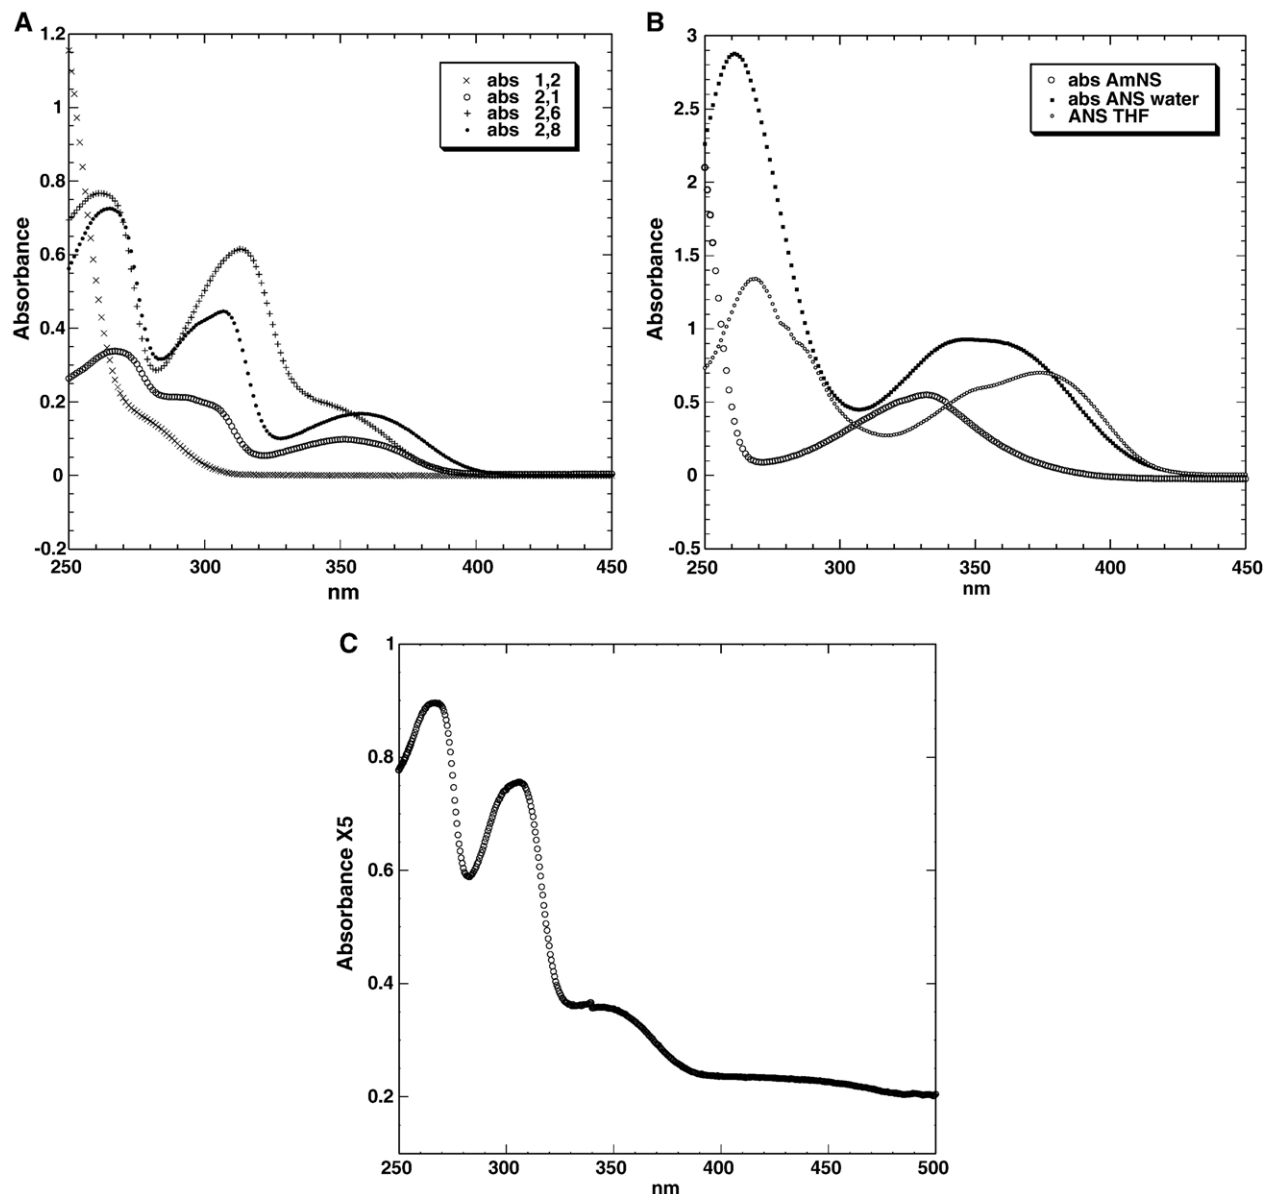 A
1.2
1
0.8
0.6
0.4
0.2
0
-0.2
Absorbance
abs 1,2
abs 2,1
abs 2,6
abs 2,8
250 300 350 400 450
nm
B
3
2.5
2
1.5
1
0.5
0
-0.5
Absorbance
abs AmNS
abs ANS water
ANS THF
250 300 350 400 450
nm
C
1
0.8
0.6
0.4
0.2
Absorbance X5
250 300 350 400 450 500
nm